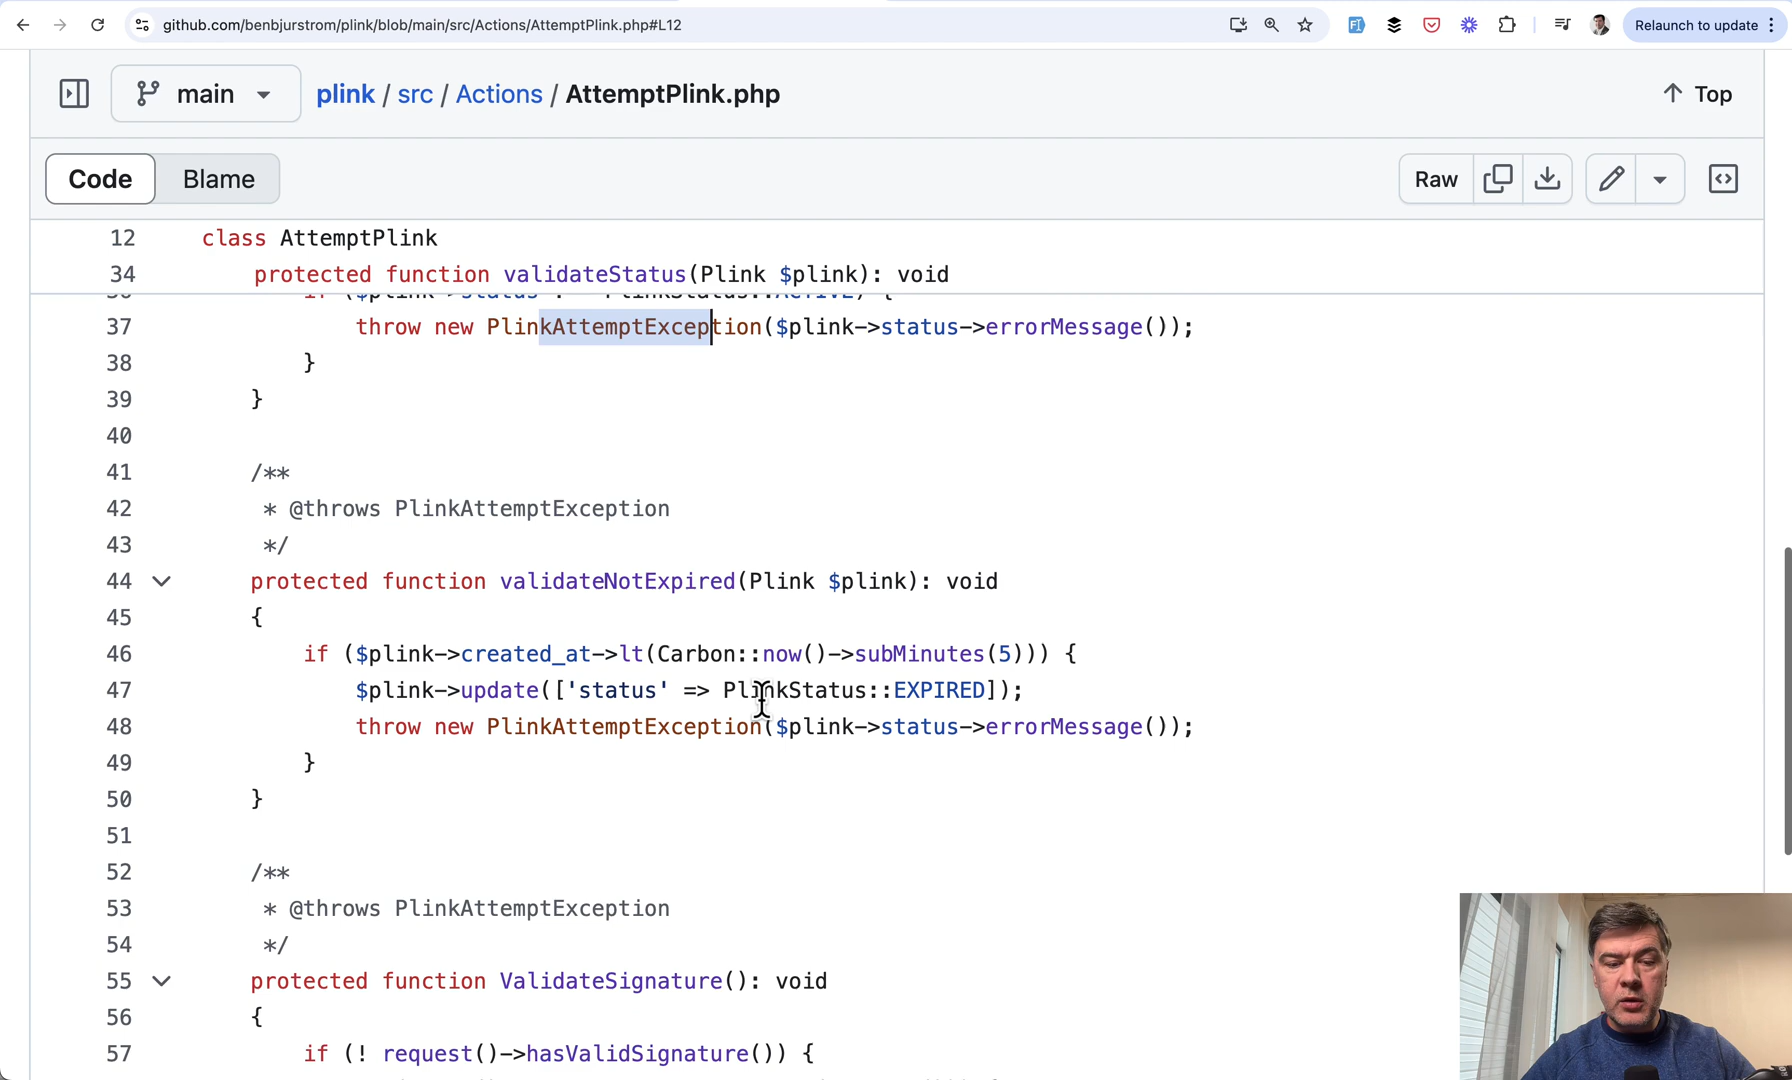 github.com/benbjurstrom/plink/blob/main/src/Actions/AttemptPlink.php#L12
Relaunch to update
main
plink / src / Actions / AttemptPlink.php
Top
Code
Blame
Raw
12 class AttemptPlink
34 protected function validateStatus(Plink $plink): void
37 throw new PlinkAttemptException($plink->status->errorMessage());
38 }
39 }
40
41 /**
42 * @throws PlinkAttemptException
43 */
44 protected function validateNotExpired(Plink $plink): void
45 {
46 if ($plink->created_at->lt(Carbon::now()->subMinutes(5))) {
47 $plink->update(['status' => PlinkStatus::EXPIRED]);
48 throw new PlinkAttemptException($plink->status->errorMessage());
49 }
50 }
51
52 /**
53 * @throws PlinkAttemptException
54 */
55 protected function ValidateSignature(): void
56 {
57 if (! request()->hasValidSignature()) {